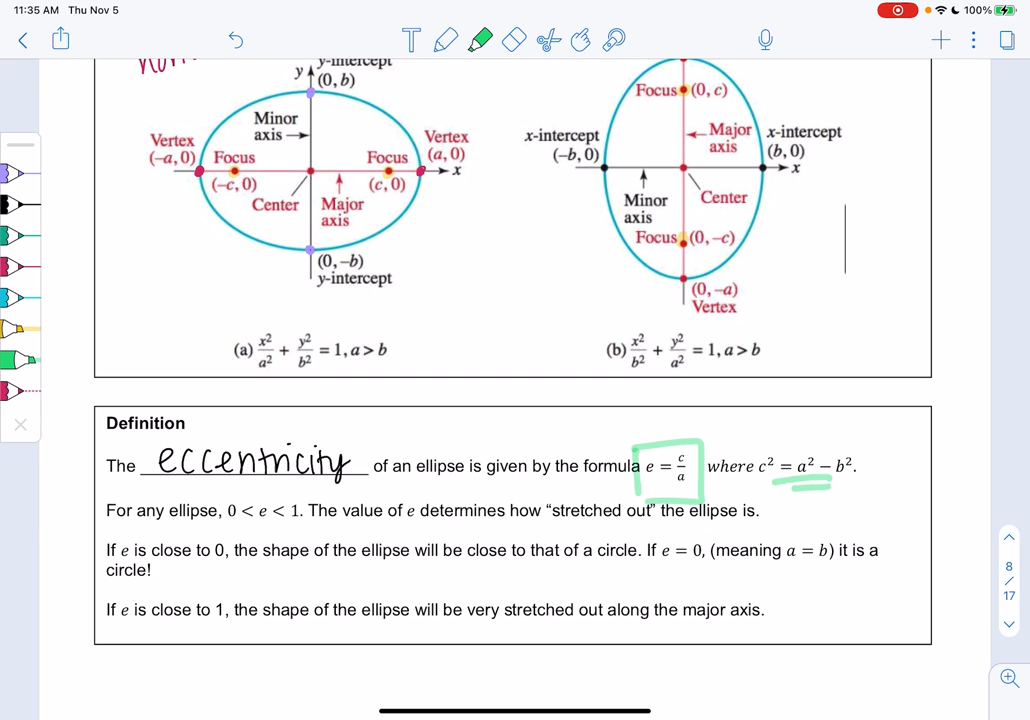 11:35 AM Thu Nov 5
100%
T
y-intercept
y
(0, b)
Minor
axis
Vertex
(−a, 0)
Focus
(−c, 0)
Center
Major
axis
Focus
(c, 0)
Vertex
(a, 0)
x
(0, −b)
y-intercept
(a) x²/a² + y²/b² = 1, a > b
Focus (0, c)
x-intercept
(−b, 0)
Major
axis
x-intercept
(b, 0)
x
Minor
axis
Center
Focus (0, −c)
(0, −a)
Vertex
(b) x²/b² + y²/a² = 1, a > b
Definition
The eccentricity of an ellipse is given by the formula e = c/a where c² = a² − b².
For any ellipse, 0 < e < 1. The value of e determines how “stretched out” the ellipse is.
If e is close to 0, the shape of the ellipse will be close to that of a circle. If e = 0, (meaning a = b) it is a
circle!
If e is close to 1, the shape of the ellipse will be very stretched out along the major axis.
8
/
17